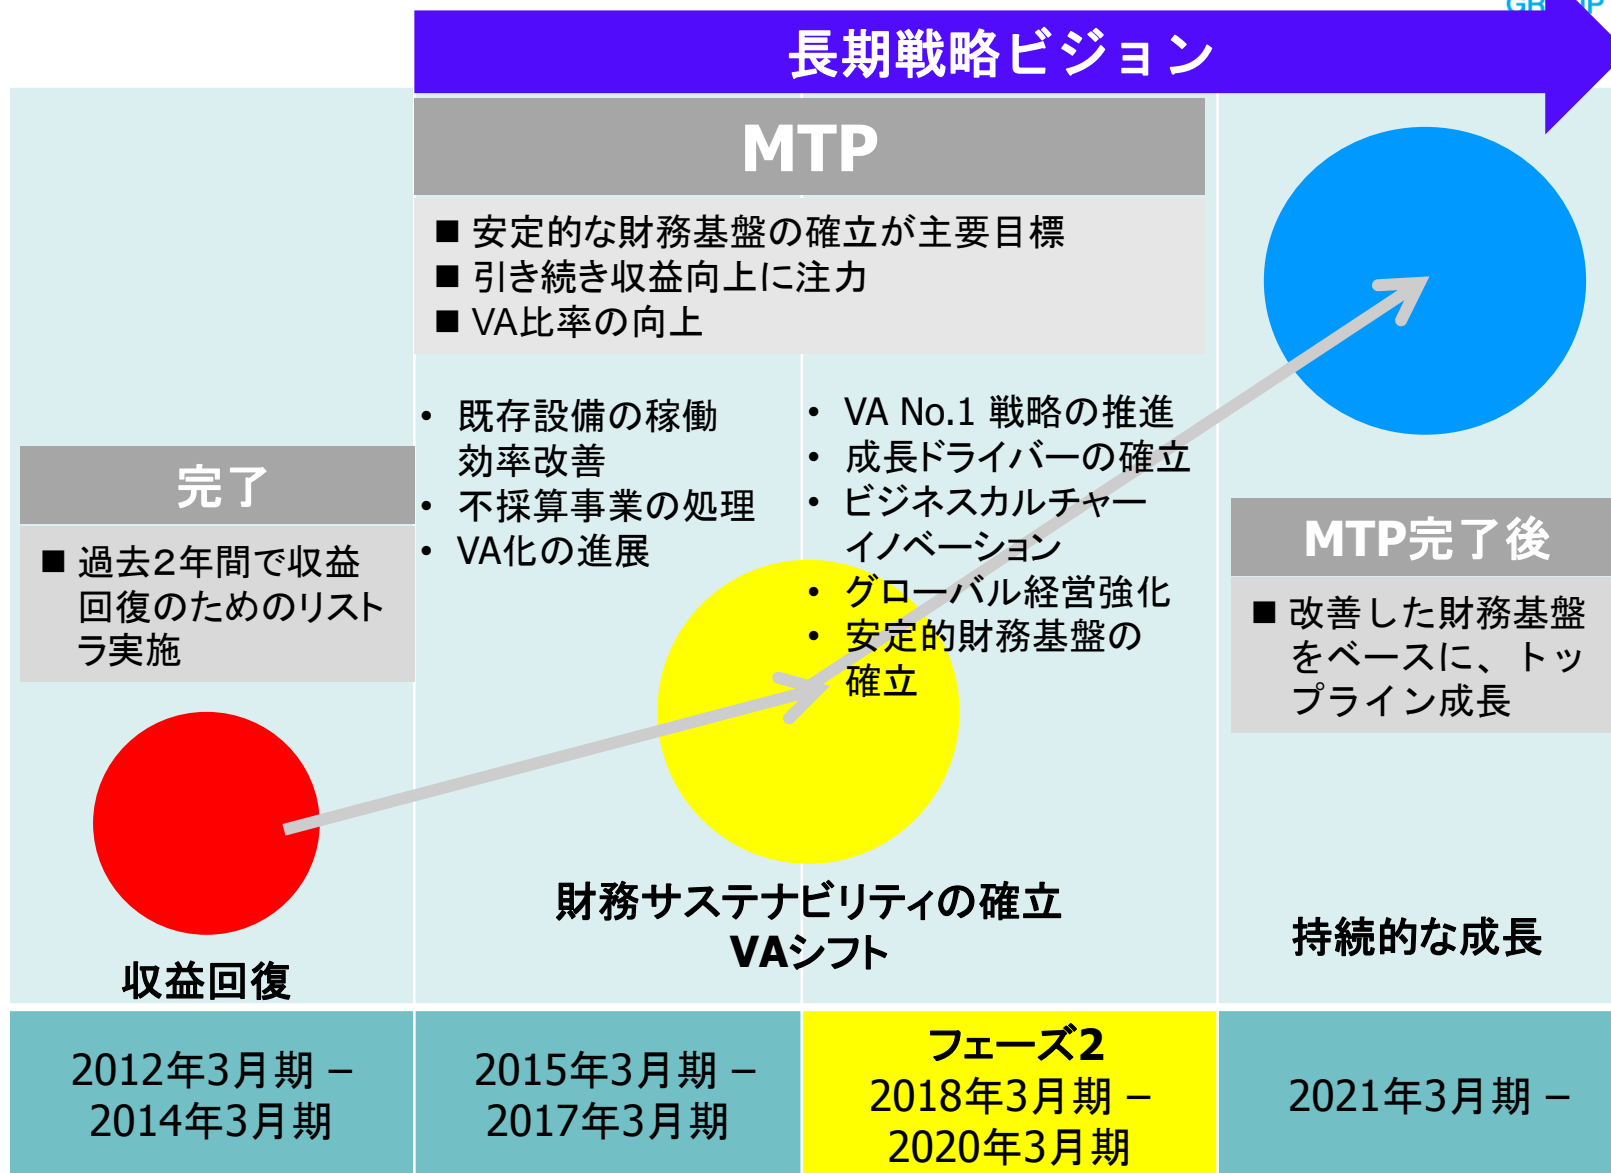 長期戦略ビジョン
MTP
■ 安定的な財務基盤の確立が主要目標
■ 引き続き収益向上に注力
■ VA比率の向上
• 既存設備の稼働
効率改善
• 不採算事業の処理
• VA化の進展
• VA No.1 戦略の推進
• 成長ドライバーの確立
• ビジネスカルチャー
イノベーション
• グローバル経営強化
• 安定的財務基盤の
確立
完了
■ 過去２年間で収益
回復のためのリスト
ラ実施
MTP完了後
■ 改善した財務基盤
をベースに、トッ
プライン成長
収益回復
財務サステナビリティの確立
VAシフト
持続的な成長
2012年3月期 –
2014年3月期
2015年3月期 –
2017年3月期
フェーズ2
2018年3月期 –
2020年3月期
2021年3月期 –